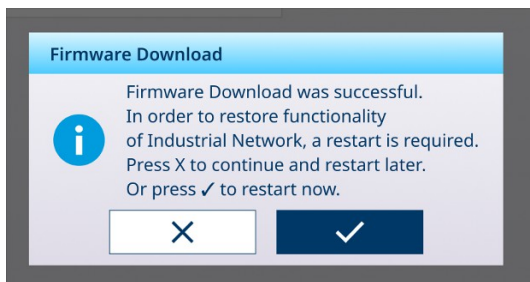 Firmware Download
Firmware Download was successful.
In order to restore functionality
of Industrial Network, a restart is required.
Press X to continue and restart later.
Or press ✓ to restart now.